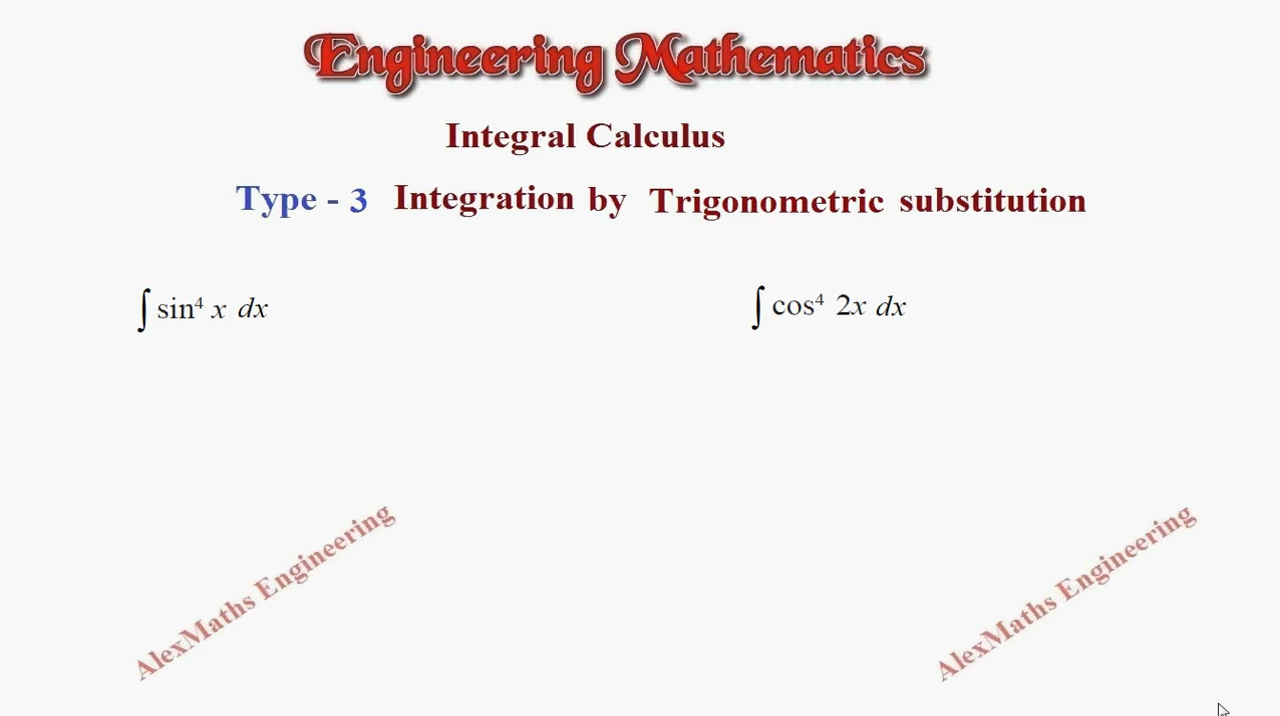 Engineering Mathematics
Integral Calculus
Type - 3 Integration by Trigonometric substitution
∫ sin⁴ x dx
∫ cos⁴ 2x dx
AlexMaths Engineering
AlexMaths Engineering